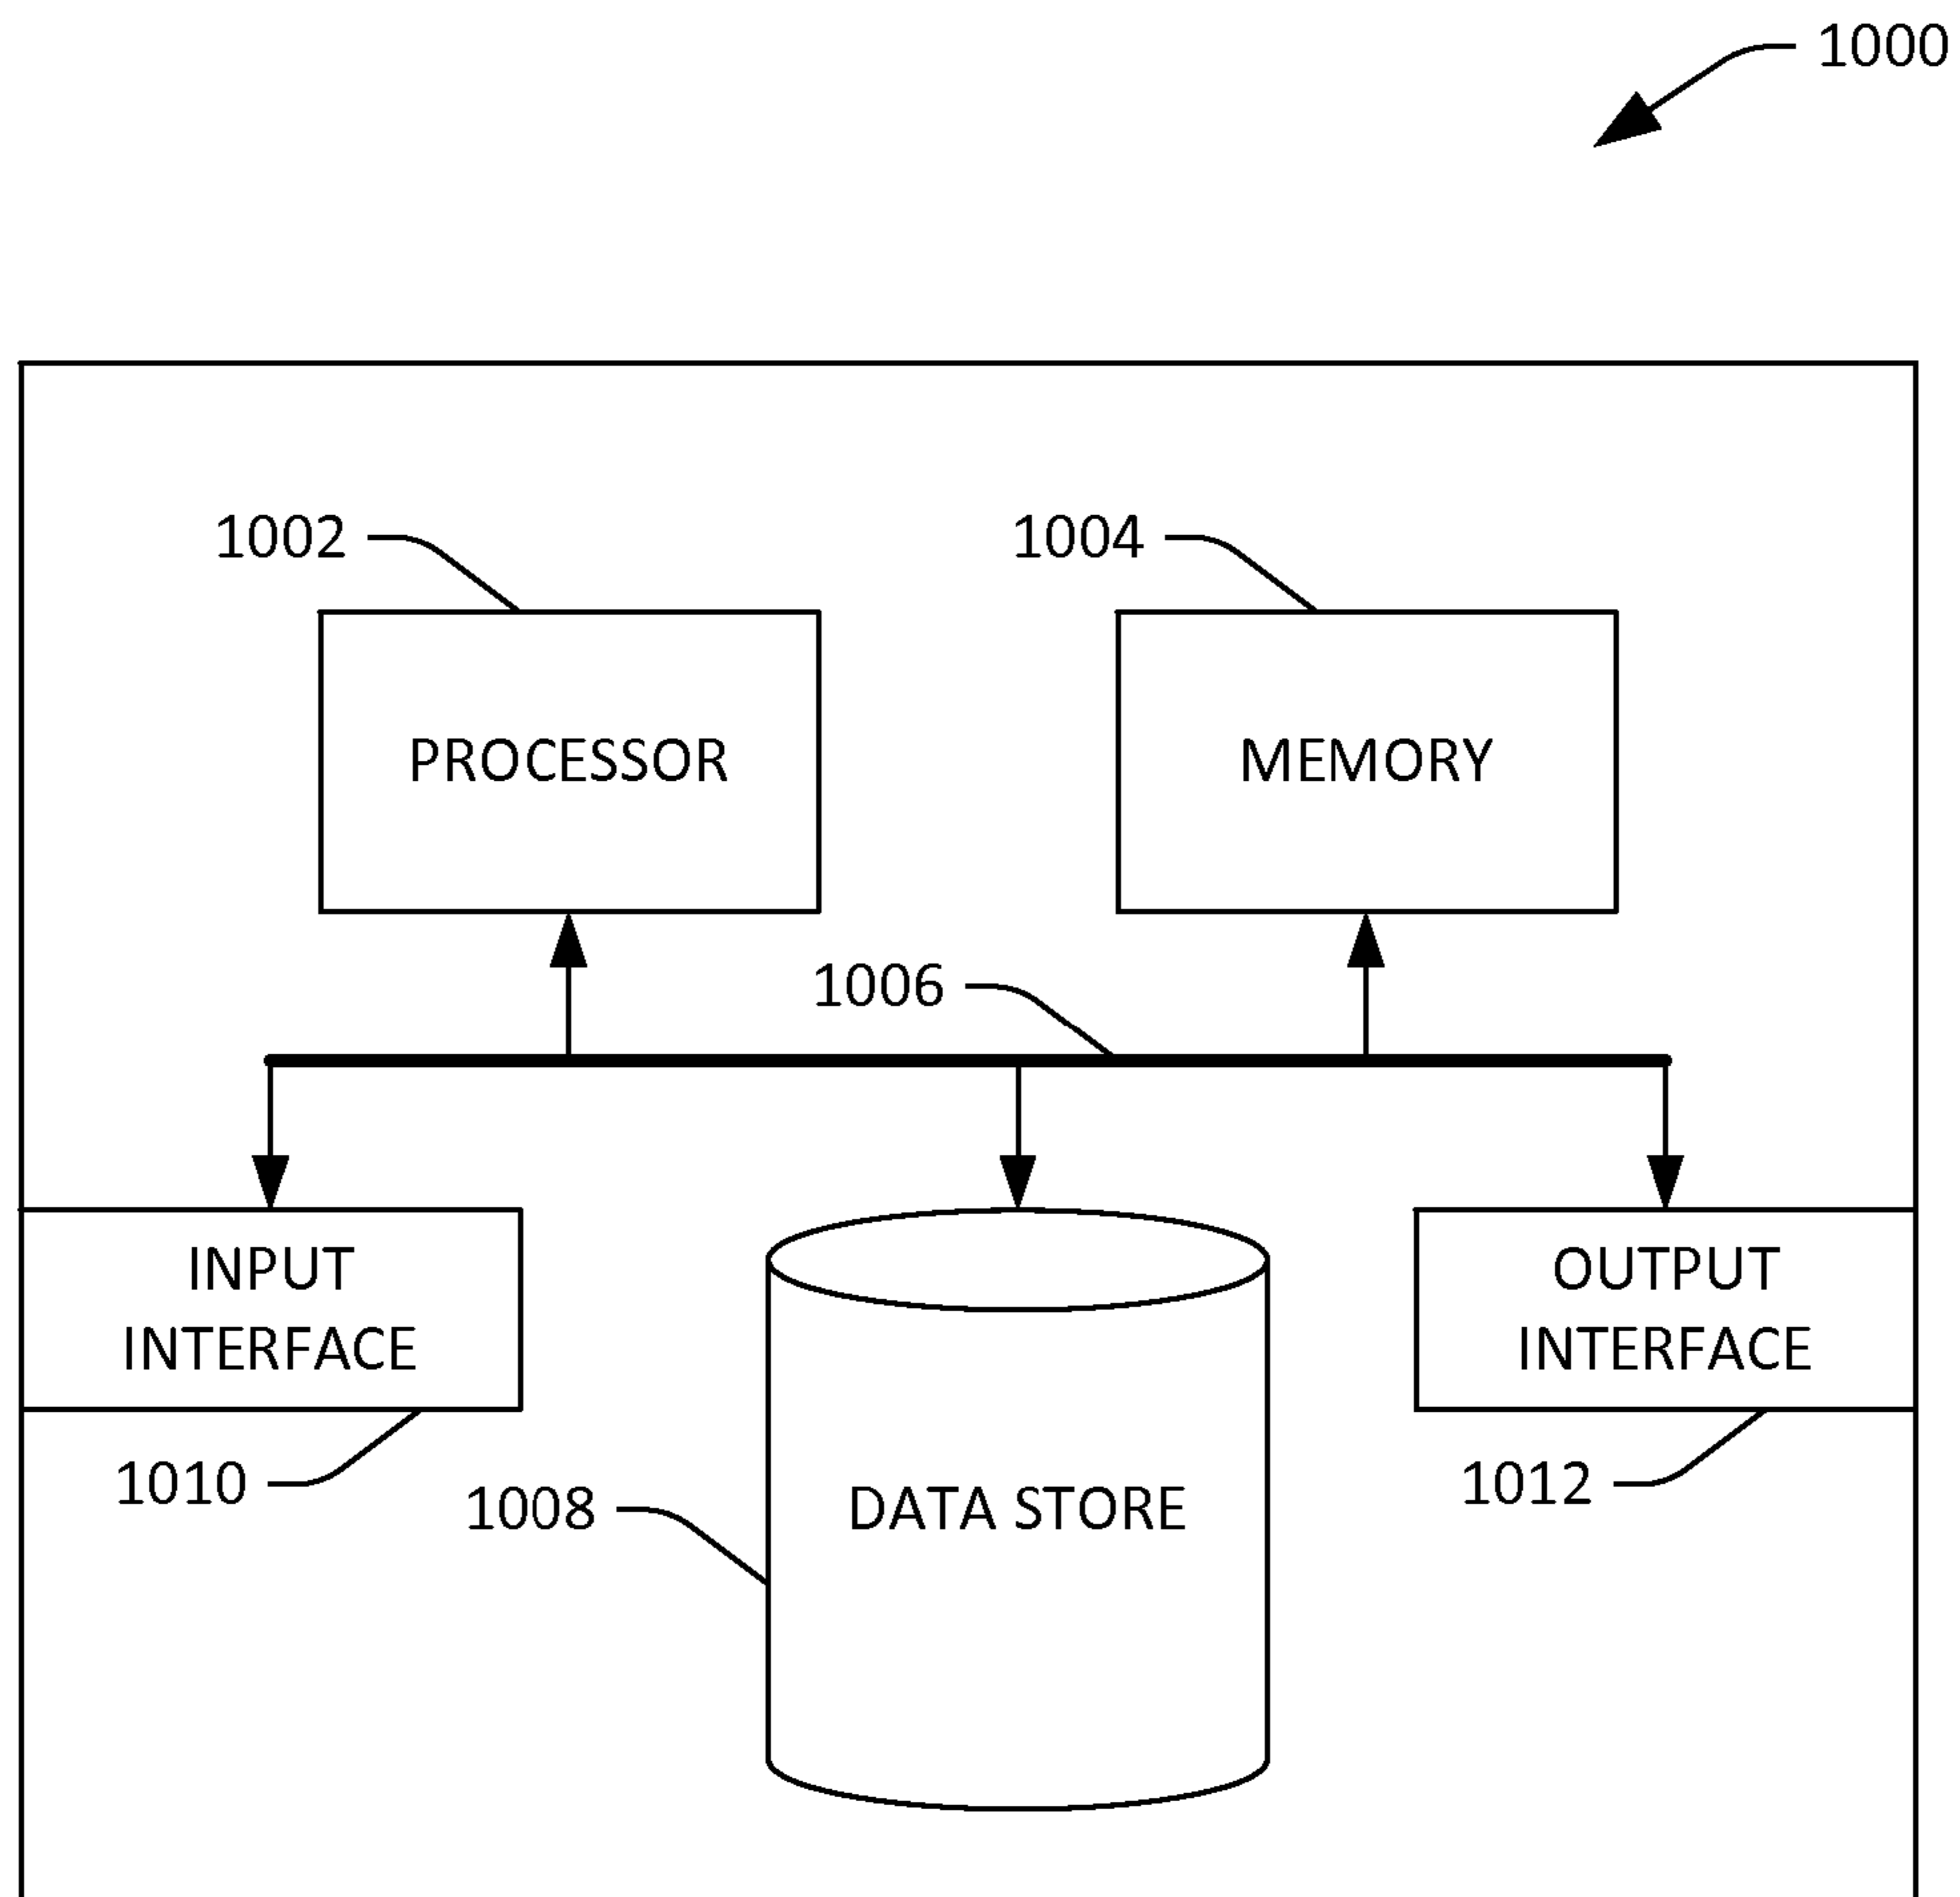 1000
1002
1004
PROCESSOR
MEMORY
1006
INPUT
INTERFACE
OUTPUT
INTERFACE
1010
1008
DATA STORE
1012